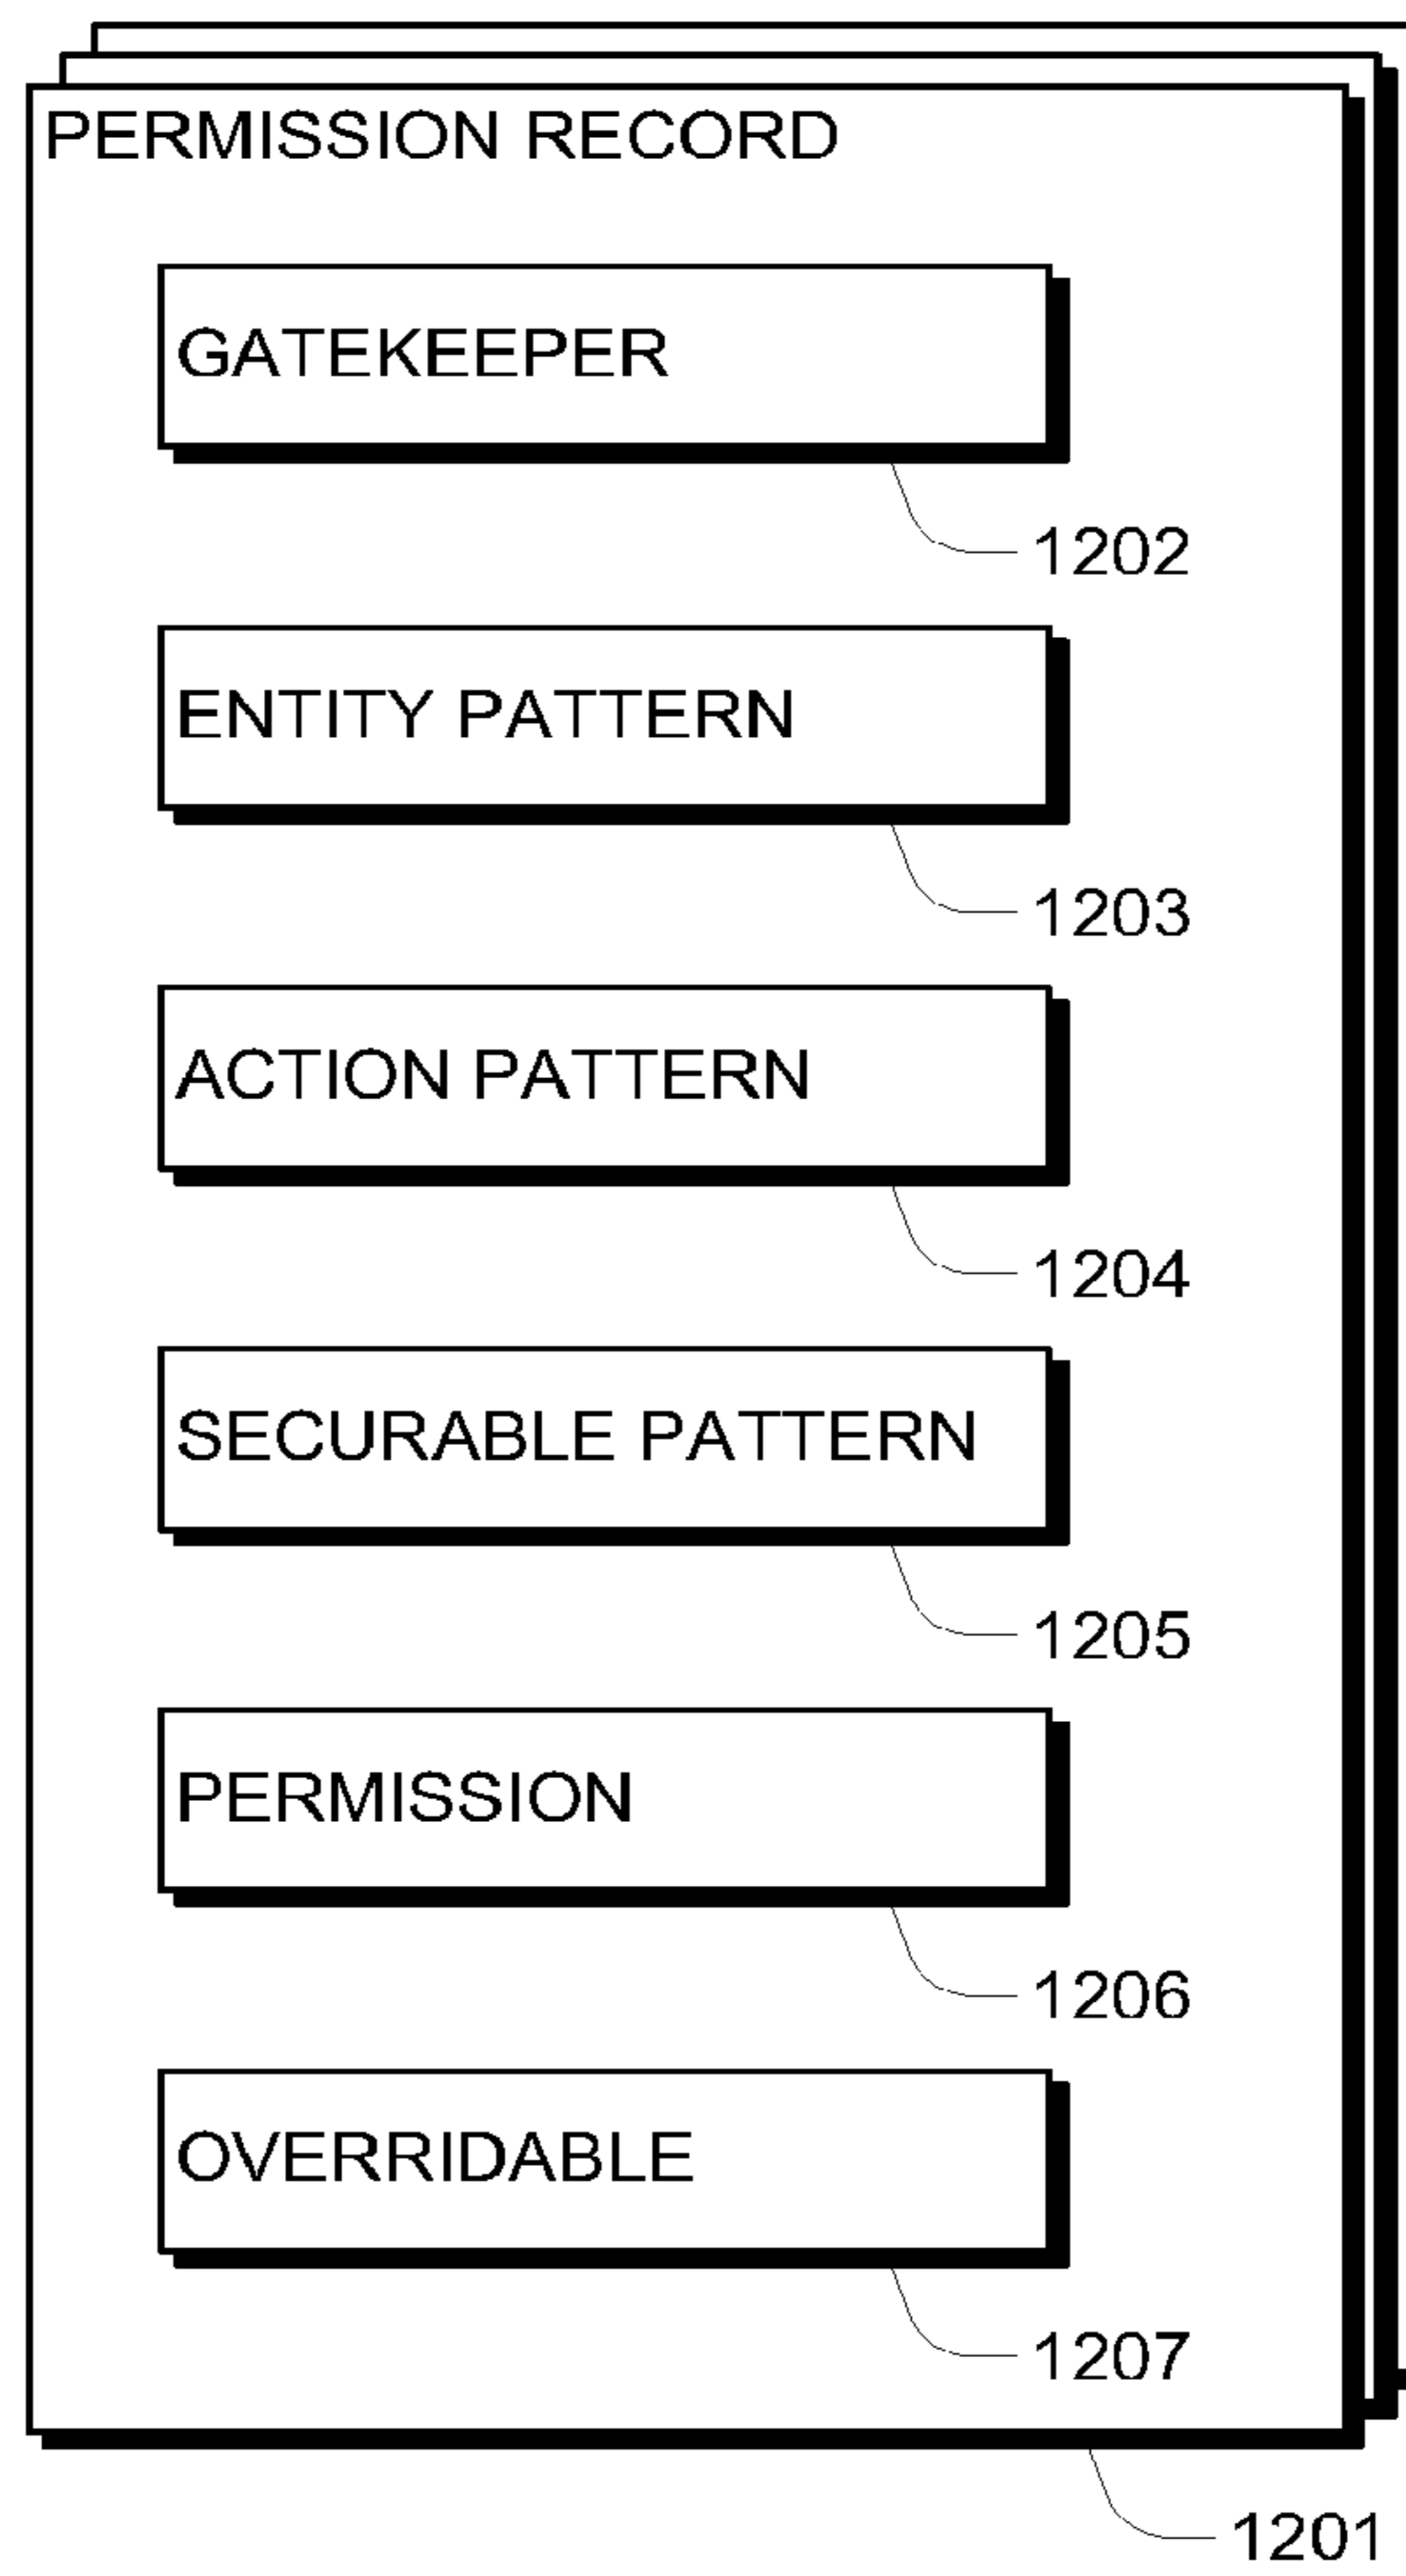 PERMISSION RECORD
GATEKEEPER
1202
ENTITY PATTERN
1203
ACTION PATTERN
1204
SECURABLE PATTERN
1205
PERMISSION
1206
OVERRIDABLE
1207
1201